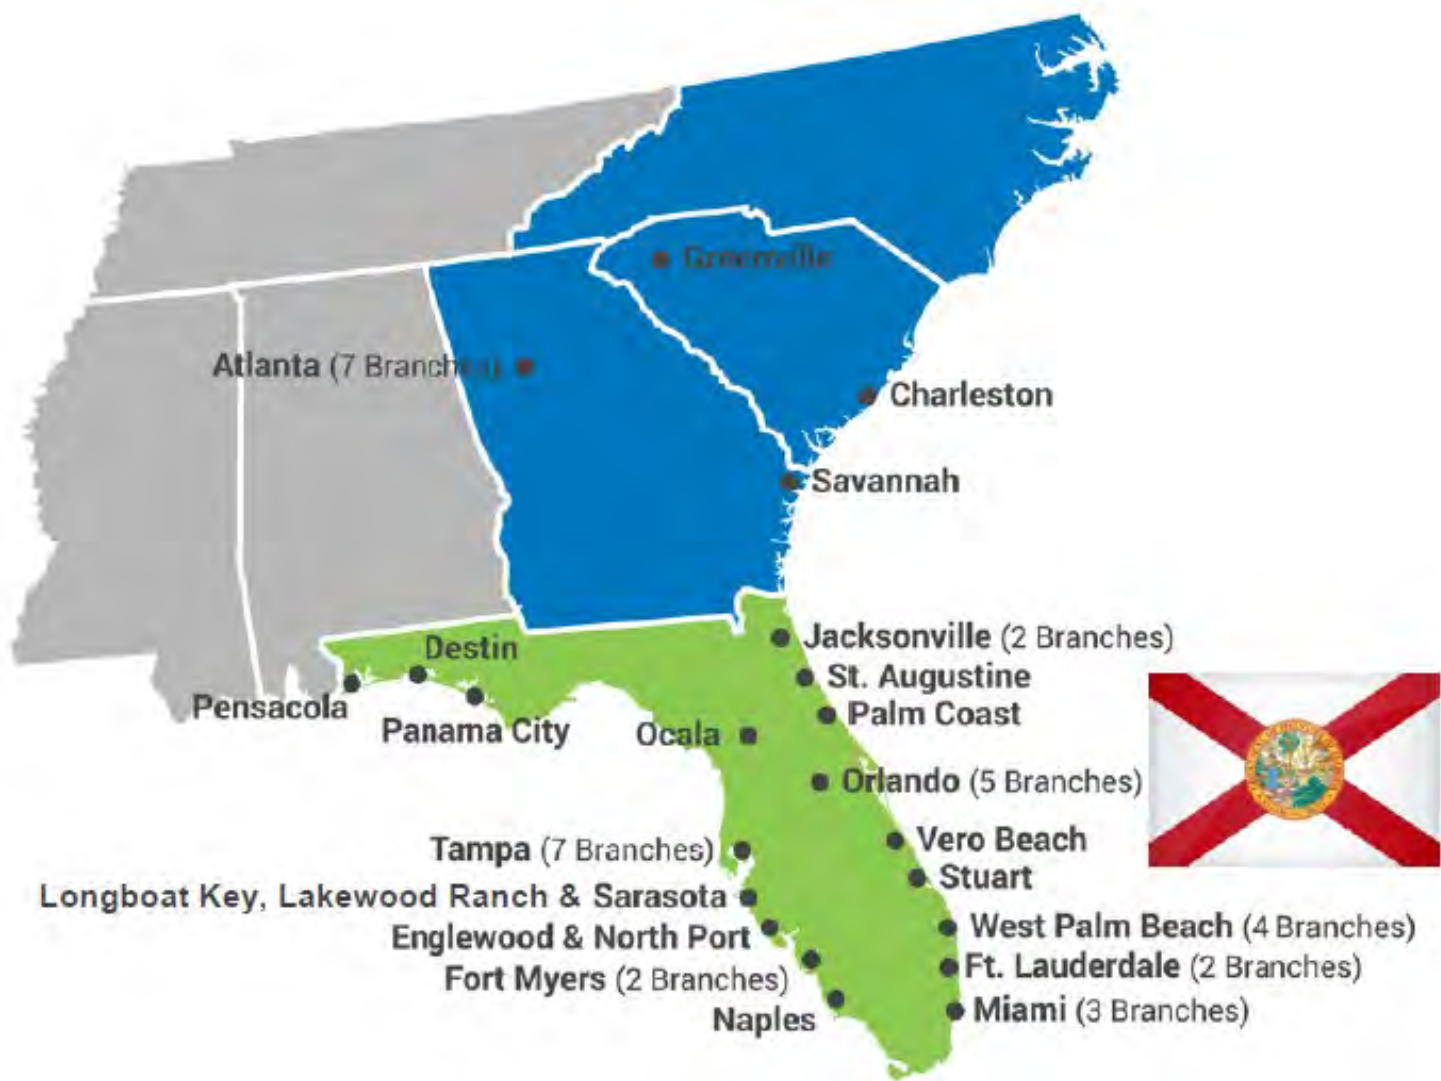 Greenville
Atlanta (7 Branches)
Charleston
Savannah
Jacksonville (2 Branches)
Destin
St. Augustine
Pensacola
Palm Coast
Panama City
Ocala
Orlando (5 Branches)
Vero Beach
Tampa (7 Branches)
Stuart
Longboat Key, Lakewood Ranch & Sarasota
West Palm Beach (4 Branches)
Englewood & North Port
Ft. Lauderdale (2 Branches)
Fort Myers (2 Branches)
Miami (3 Branches)
Naples